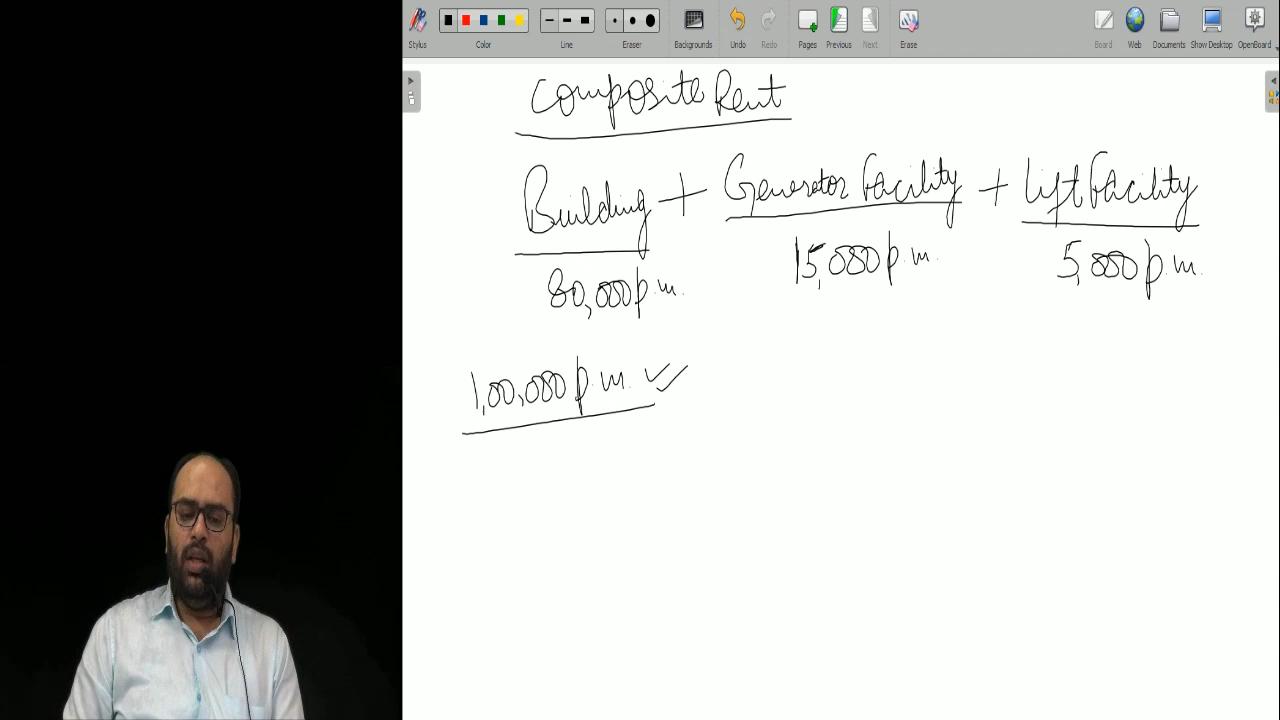 Stylus Color Line Eraser Backgrounds Undo Redo Pages Previous Next Erase Board Web Documents Show Desktop OpenBoard
Composite Rent
Building + Generator Facility + Lift Facility
80,000 p.m. 15,000 p.m. 5,000 p.m.
1,00,000 p.m.